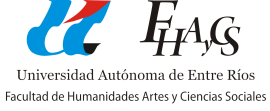 FHAyCS
Universidad Autónoma de Entre Ríos
Facultad de Humanidades Artes y Ciencias Sociales